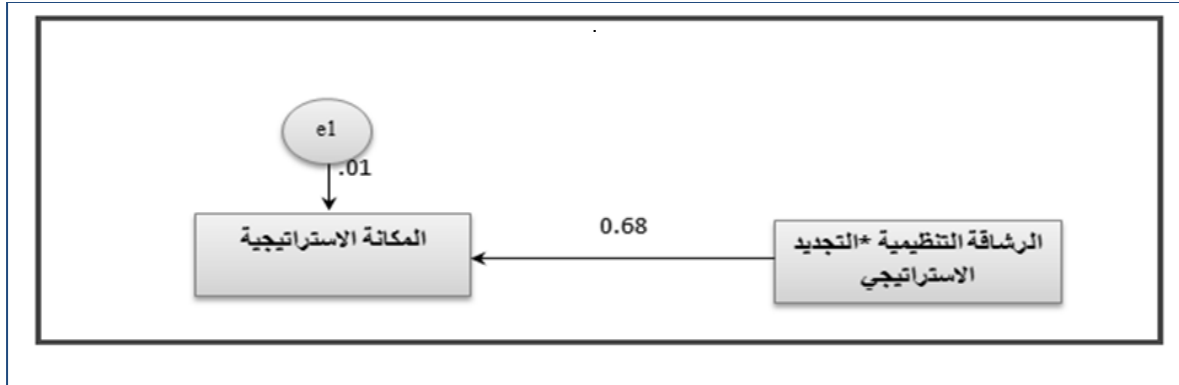 e1
.01
0.68
الرشاقة التنظيمية *التجديد
الاستراتيجي
المكانة الاستراتيجية